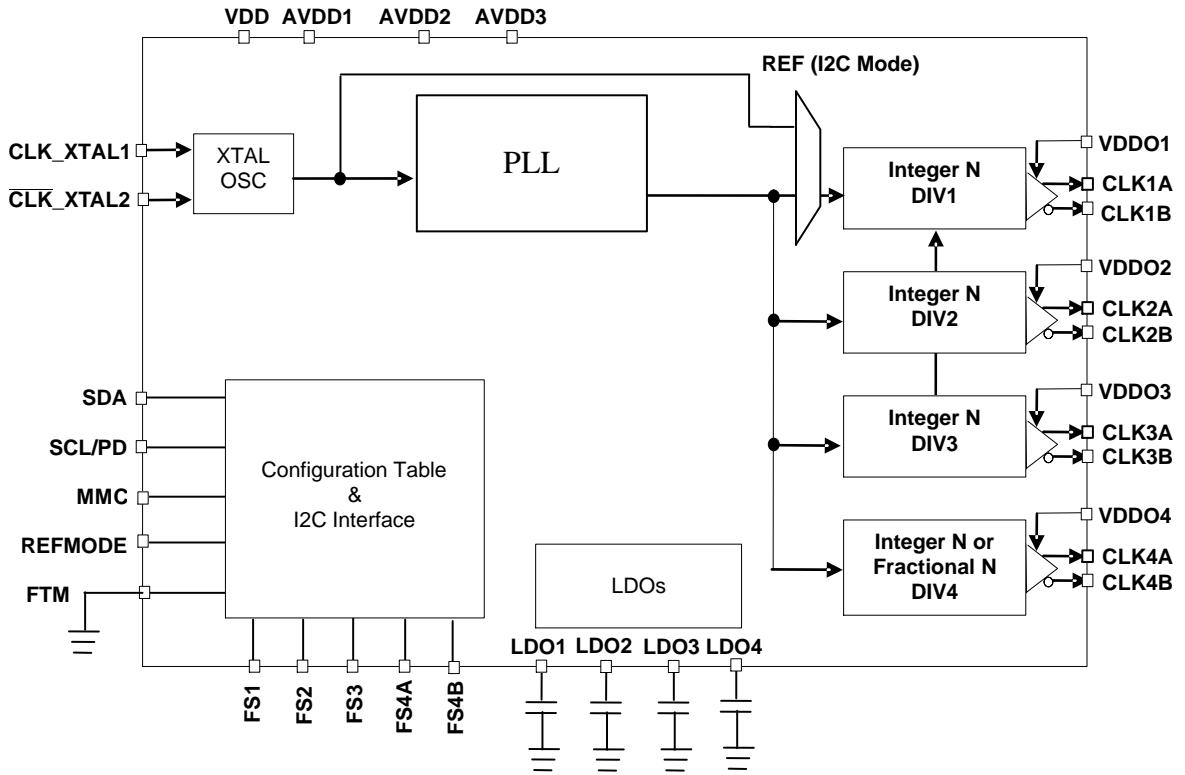 VDD AVDD1 AVDD2 AVDD3
REF (I2C Mode)
CLK_XTAL1
C̅L̅K̅_XTAL2
XTAL
OSC
PLL
Integer N
DIV1
VDDO1
CLK1A
CLK1B
Integer N
DIV2
VDDO2
CLK2A
CLK2B
Integer N
DIV3
VDDO3
CLK3A
CLK3B
Integer N or
Fractional N
DIV4
VDDO4
CLK4A
CLK4B
SDA
SCL/PD
MMC
REFMODE
FTM
Configuration Table
&
I2C Interface
LDOs
LDO1 LDO2 LDO3 LDO4
FS1
FS2
FS3
FS4A
FS4B